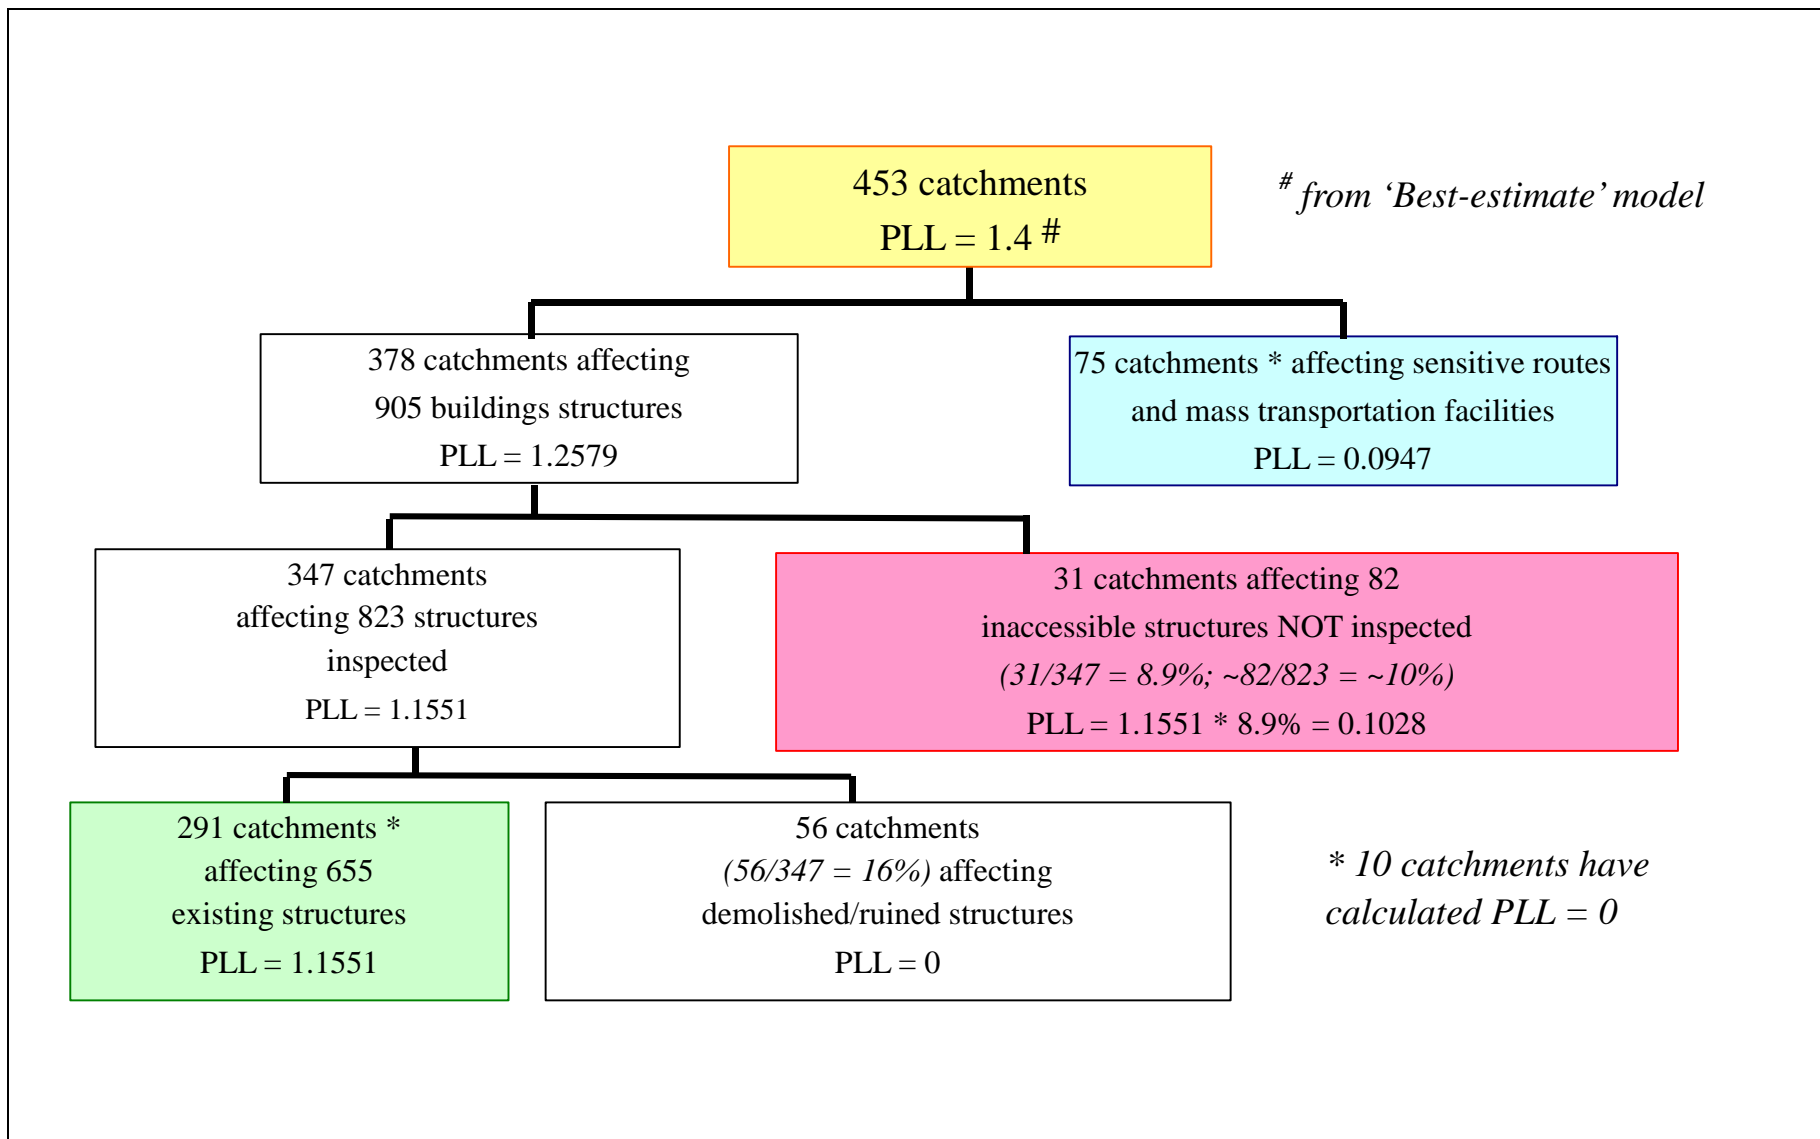 453 catchments
PLL = 1.4 #
# from ‘Best-estimate’ model
378 catchments affecting
905 buildings structures
PLL = 1.2579
75 catchments * affecting sensitive routes
and mass transportation facilities
PLL = 0.0947
347 catchments
affecting 823 structures
inspected
PLL = 1.1551
31 catchments affecting 82
inaccessible structures NOT inspected
(31/347 = 8.9%; ~82/823 = ~10%)
PLL = 1.1551 * 8.9% = 0.1028
291 catchments *
affecting 655
existing structures
PLL = 1.1551
56 catchments
(56/347 = 16%) affecting
demolished/ruined structures
PLL = 0
* 10 catchments have
calculated PLL = 0